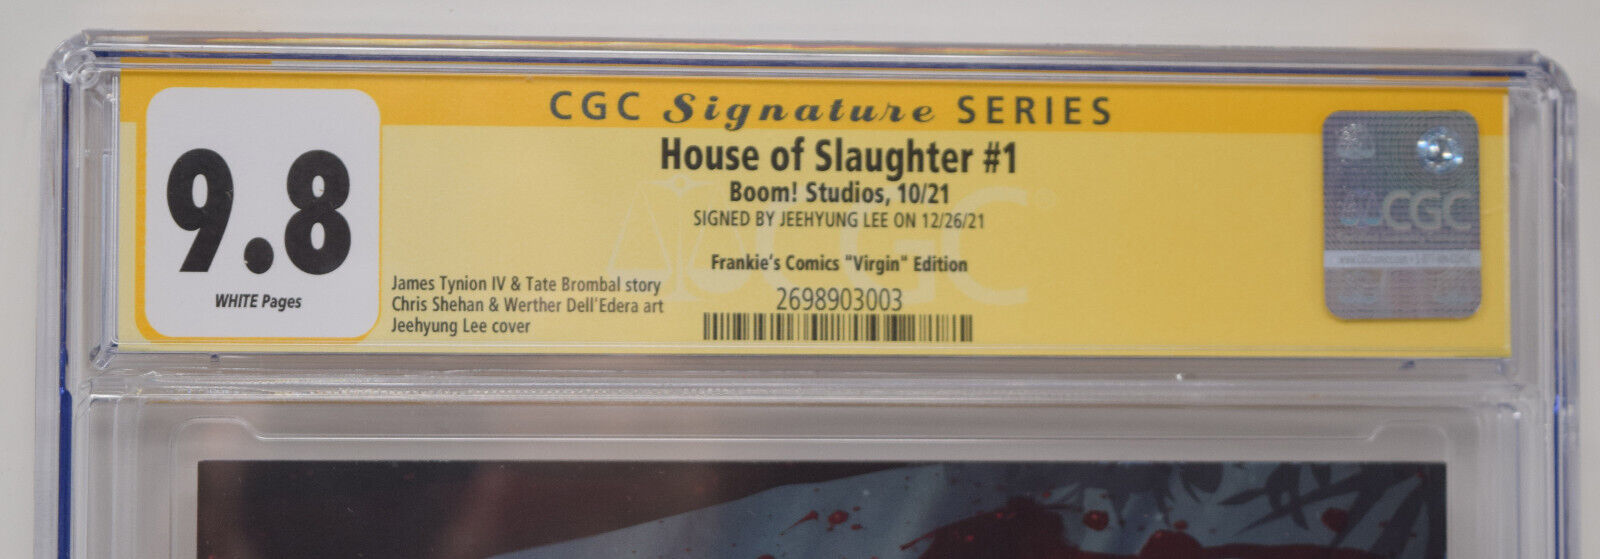 CGC Signature SERIES
9.8
WHITE Pages
House of Slaughter #1
Boom! Studios, 10/21
SIGNED BY JEEHYUNG LEE ON 12/26/21
Frankie's Comics "Virgin" Edition
2698903003
James Tynion IV & Tate Brombal story
Chris Shehan & Werther Dell'Edera art
Jeehyung Lee cover
CGC
CGC